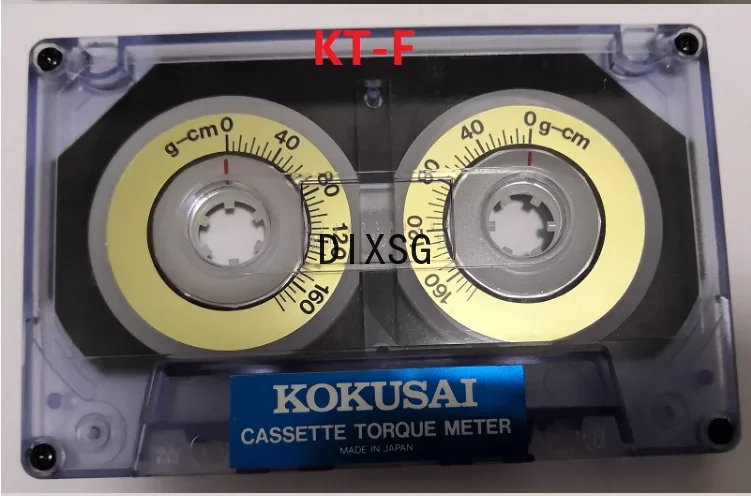 KT-F
g-cm 0 40 80 120 160
0 g-cm 40 80 120 160
DIXSG
KOKUSAI
CASSETTE TORQUE METER
MADE IN JAPAN